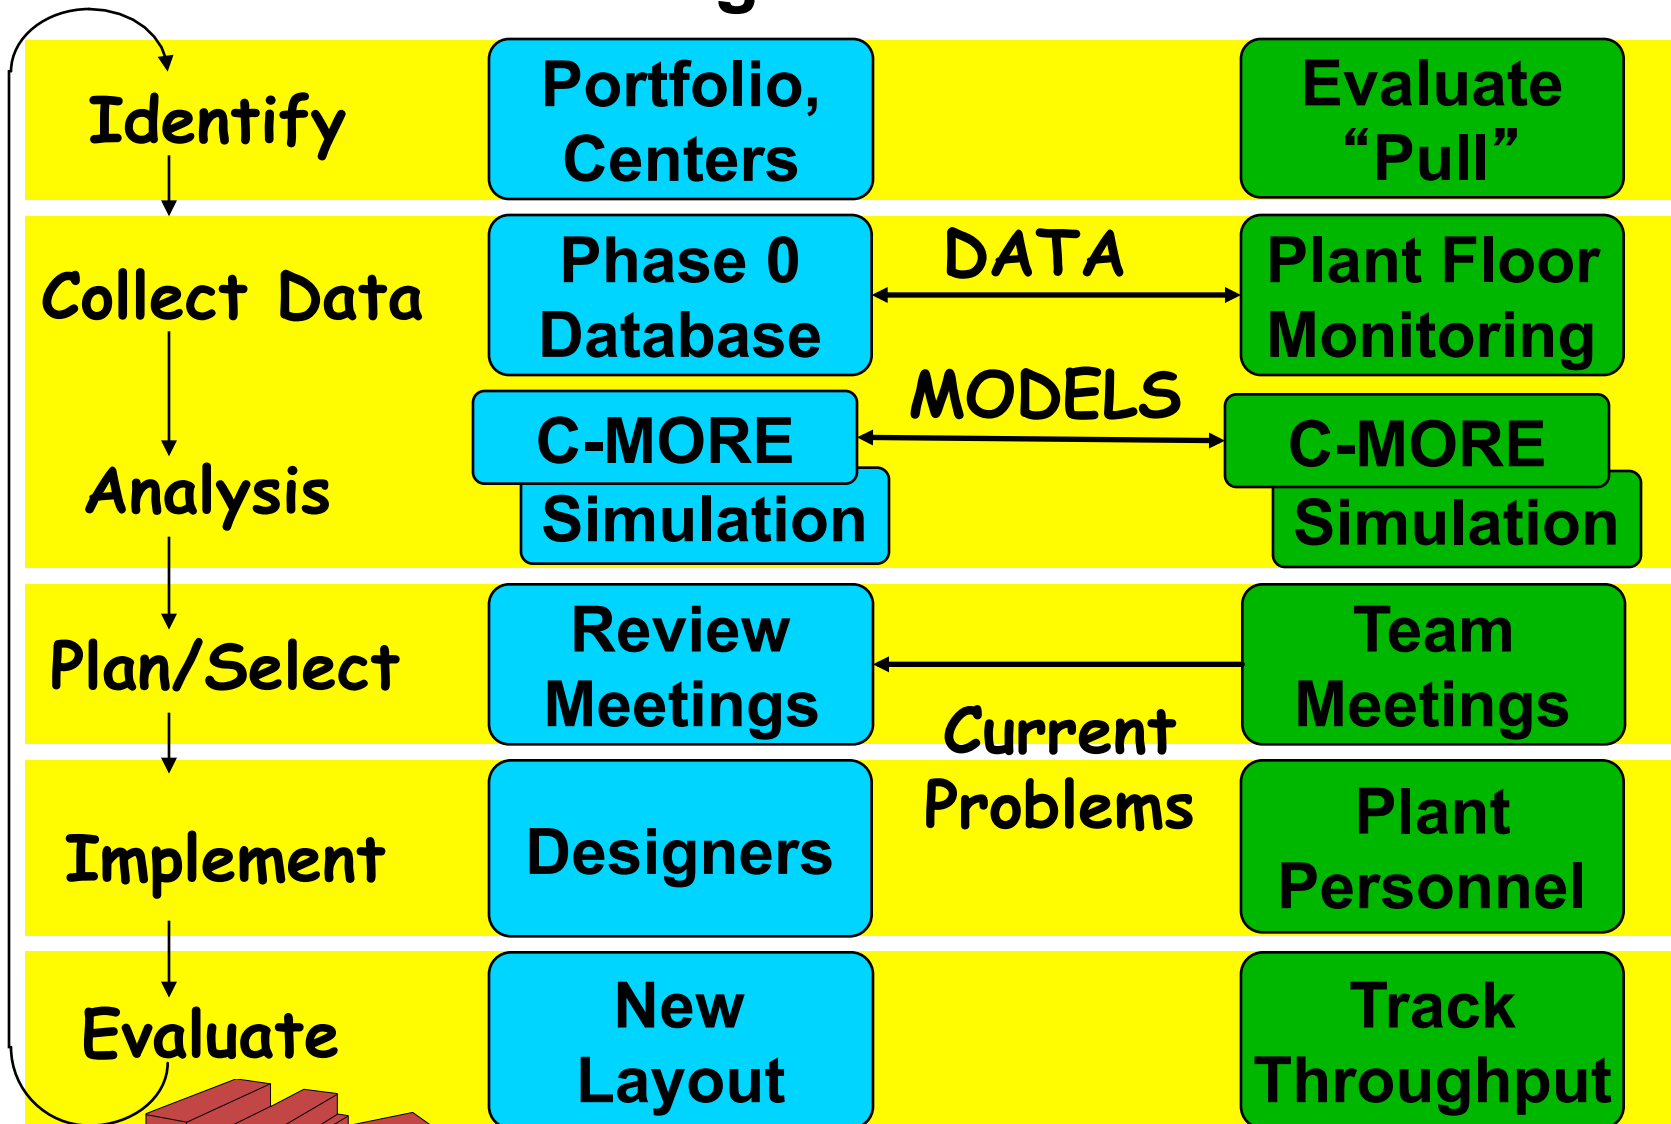 Identify
Portfolio,
Centers
Evaluate
“Pull”
Collect Data
Phase 0
Database
DATA
Plant Floor
Monitoring
Analysis
C-MORE
Simulation
MODELS
C-MORE
Simulation
Plan/Select
Review
Meetings
Current
Problems
Team
Meetings
Implement
Designers
Plant
Personnel
Evaluate
New
Layout
Track
Throughput